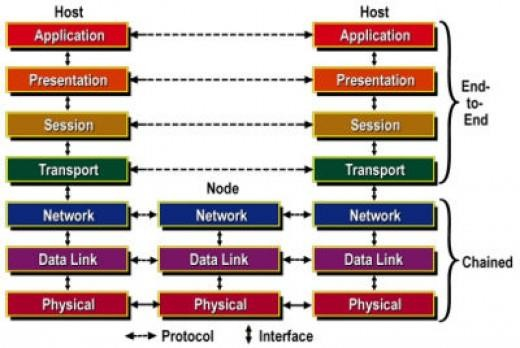 Host Host
Application Application
Presentation Presentation
End-
to-
End
Session Session
Transport Transport
Node
Network Network Network
Data Link Data Link Data Link
Chained
Physical Physical Physical
Protocol Interface